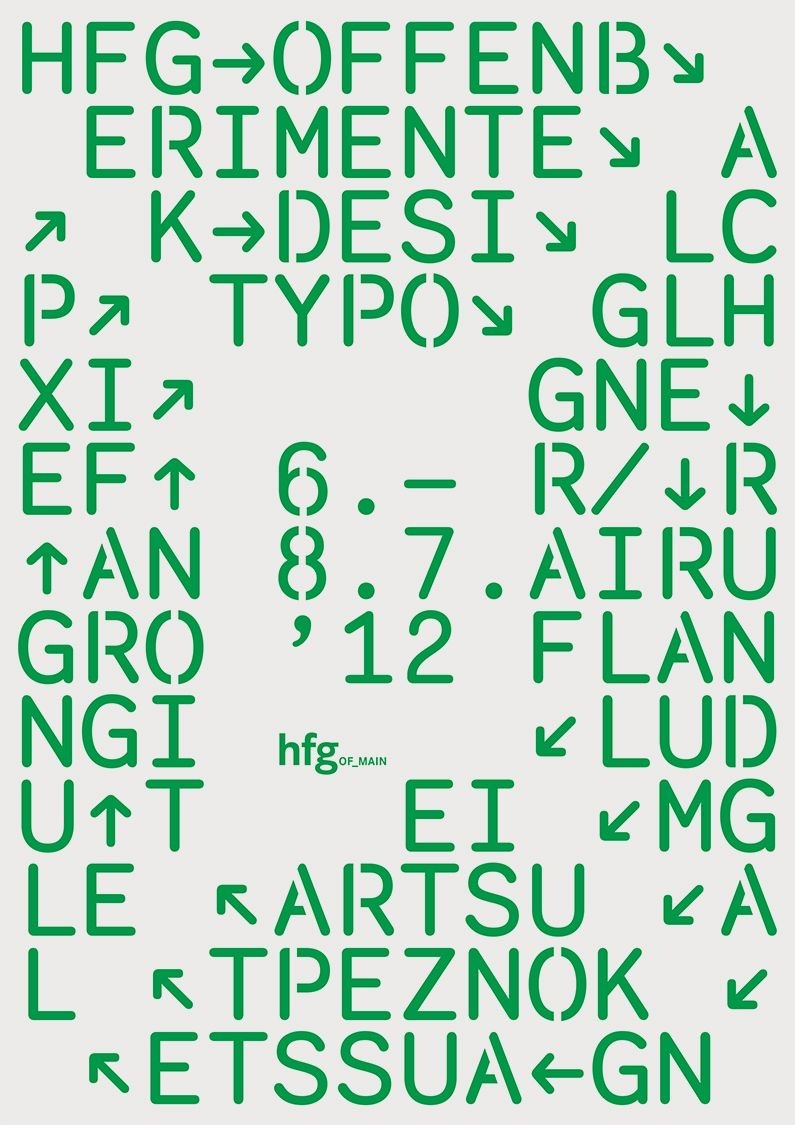 HFG→OFFENB↘
ERIMENTE↘ A
↗ K→DESI↘ LC
P↗ TYPO↘ GLH
XI↗ GNE↓
EF↑ 6.– R/↓R
↑AN 8.7.AIRU
GRO ’12 FLAN
NGI ↙LUD
hfg OF_MAIN
U↑T EI ↙MG
LE ↖ARTSU ↙A
L ↖TPEZNOK ↙
↖ETSSUA←GN